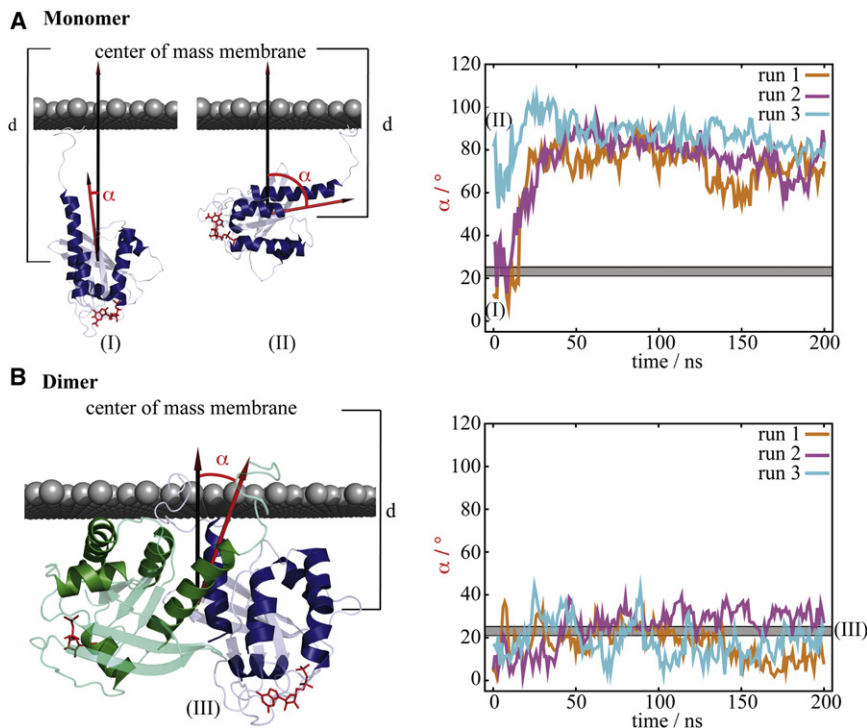 A Monomer
center of mass membrane
d
d
α
α
(I)
(II)
120
100
80
60
40
20
0
α / °
(II)
(I)
run 1
run 2
run 3
0 50 100 150 200
time / ns
B Dimer
center of mass membrane
α
d
(III)
120
100
80
60
40
20
0
α / °
run 1
run 2
run 3
(III)
0 50 100 150 200
time / ns